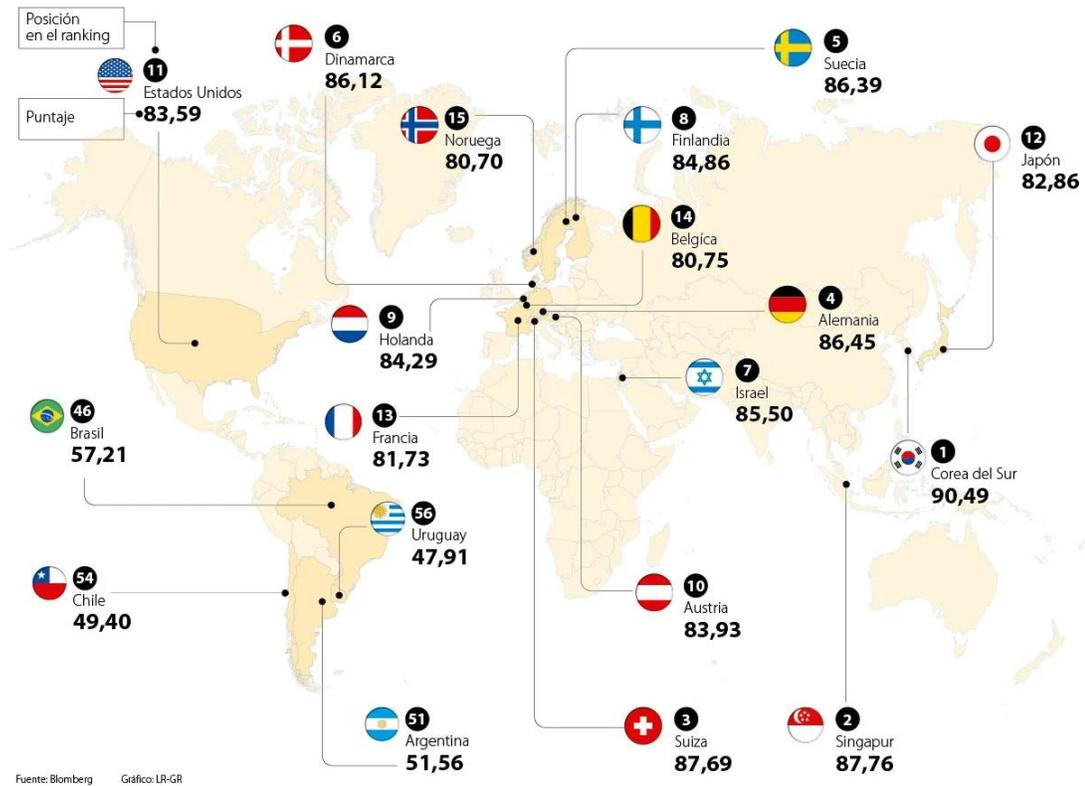 Posición
en el ranking
11
Estados Unidos
83,59
Puntaje
6
Dinamarca
86,12
5
Suecia
86,39
15
Noruega
80,70
8
Finlandia
84,86
12
Japón
82,86
14
Belgíca
80,75
9
Holanda
84,29
4
Alemania
86,45
7
Israel
85,50
46
Brasil
57,21
13
Francia
81,73
1
Corea del Sur
90,49
56
Uruguay
47,91
54
Chile
49,40
10
Austria
83,93
51
Argentina
51,56
3
Suiza
87,69
2
Singapur
87,76
Fuente: Blomberg Gráfico: LR-GR